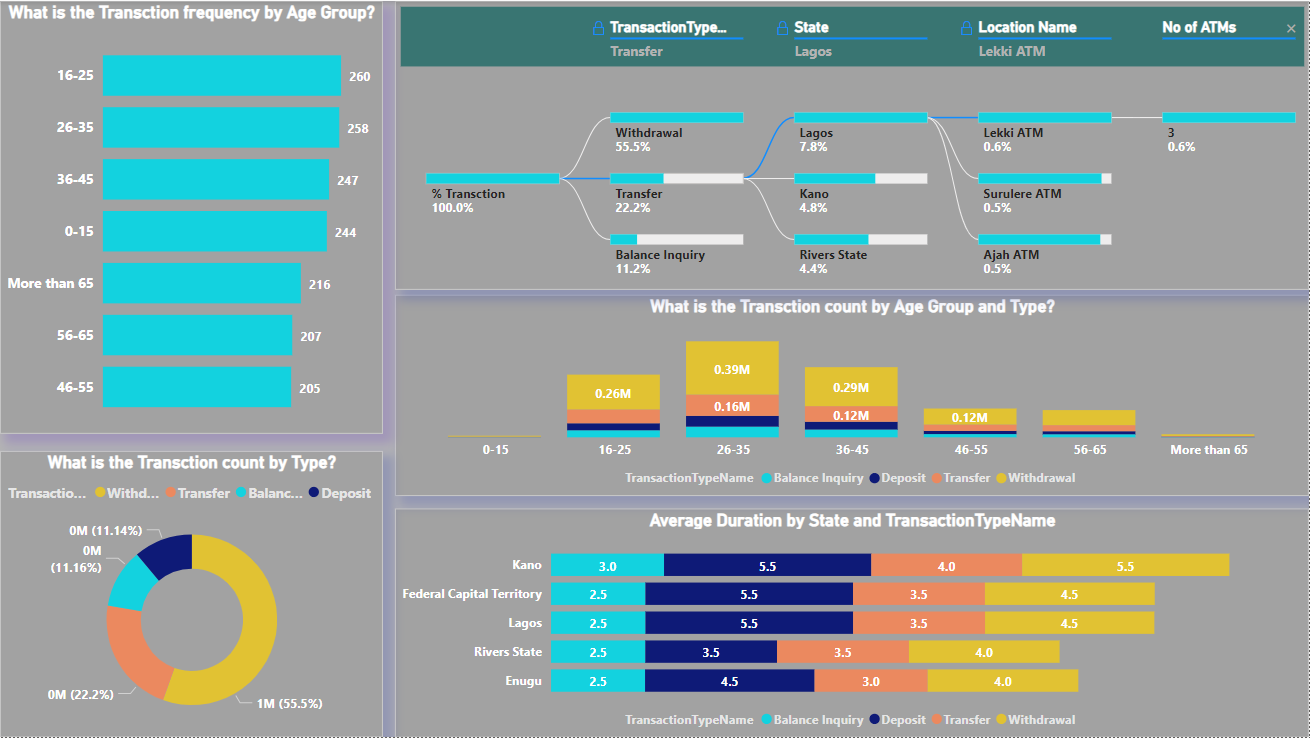 What is the Transction frequency by Age Group?
16-25
260
26-35
258
36-45
247
0-15
244
More than 65
216
56-65
207
46-55
205
What is the Transction count by Type?
Transactio... Withd... Transfer Balanc... Deposit
0M (11.14%)
0M
(11.16%)
0M (22.2%)
1M (55.5%)
TransactionType...
Transfer
State
Lagos
Location Name
Lekki ATM
No of ATMs
% Transction
100.0%
Withdrawal
55.5%
Transfer
22.2%
Balance Inquiry
11.2%
Lagos
7.8%
Kano
4.8%
Rivers State
4.4%
Lekki ATM
0.6%
Surulere ATM
0.5%
Ajah ATM
0.5%
3
0.6%
What is the Transction count by Age Group and Type?
0.26M
0.39M
0.16M
0.29M
0.12M
0.12M
0-15 16-25 26-35 36-45 46-55 56-65 More than 65
TransactionTypeName Balance Inquiry Deposit Transfer Withdrawal
Average Duration by State and TransactionTypeName
Kano 3.0 5.5 4.0 5.5
Federal Capital Territory 2.5 5.5 3.5 4.5
Lagos 2.5 5.5 3.5 4.5
Rivers State 2.5 3.5 3.5 4.0
Enugu 2.5 4.5 3.0 4.0
TransactionTypeName Balance Inquiry Deposit Transfer Withdrawal